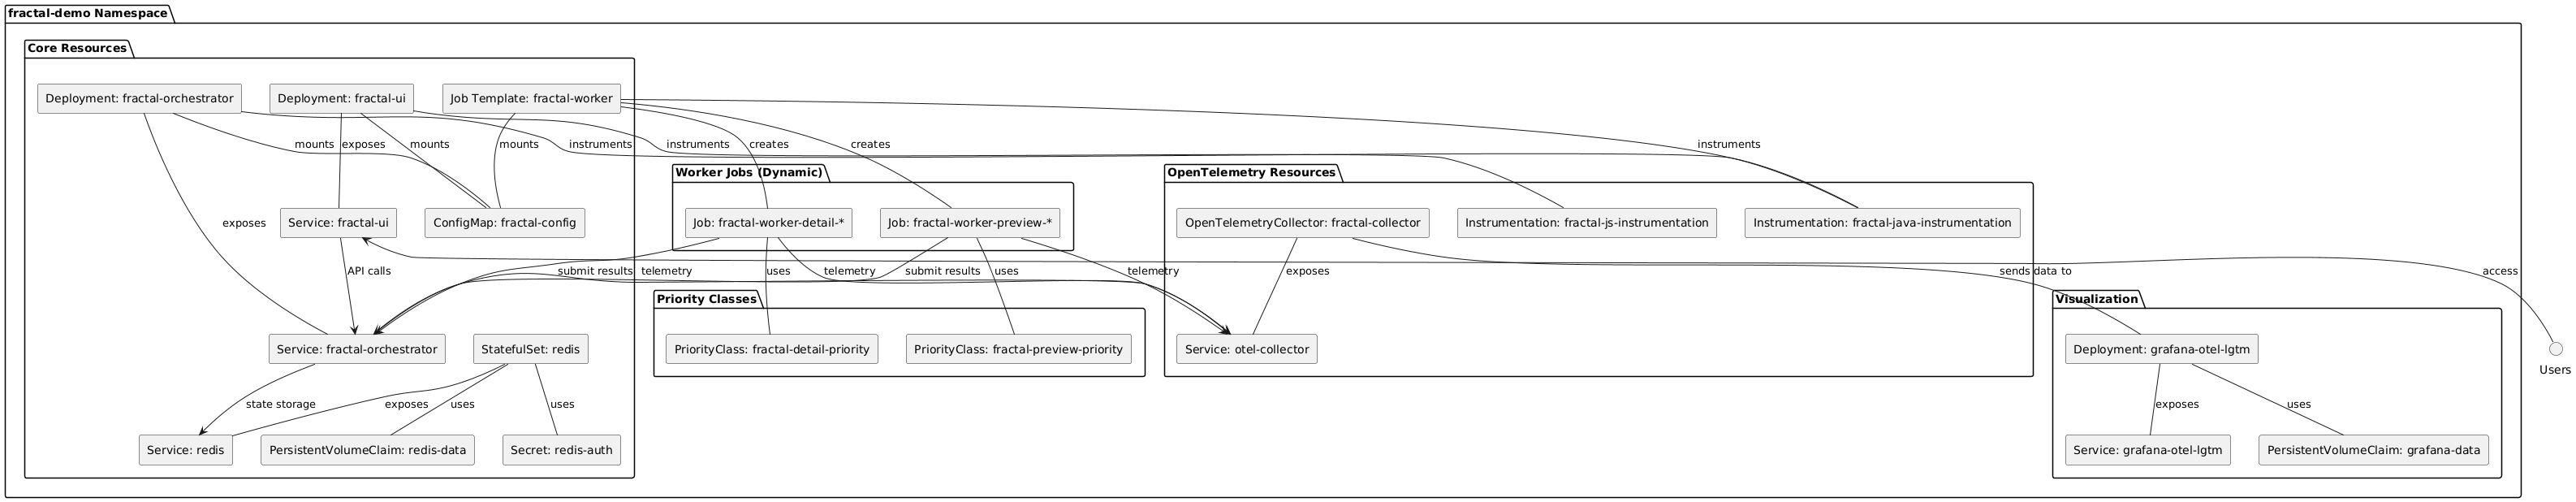 fractal-demo Namespace
Core Resources
Deployment: fractal-orchestrator
Deployment: fractal-ui
Job Template: fractal-worker
mounts
exposes
mounts
mounts
instruments
instruments
creates
creates
instruments
Worker Jobs (Dynamic)
OpenTelemetry Resources
Service: fractal-ui
ConfigMap: fractal-config
Job: fractal-worker-detail-*
Job: fractal-worker-preview-*
OpenTelemetryCollector: fractal-collector
Instrumentation: fractal-js-instrumentation
Instrumentation: fractal-java-instrumentation
exposes
API calls
submit results
telemetry
uses
telemetry
submit results
uses
telemetry
exposes
sends data to
access
Priority Classes
Visualization
Service: fractal-orchestrator
StatefulSet: redis
PriorityClass: fractal-detail-priority
PriorityClass: fractal-preview-priority
Service: otel-collector
Deployment: grafana-otel-lgtm
Users
state storage
exposes
uses
uses
exposes
uses
Service: redis
PersistentVolumeClaim: redis-data
Secret: redis-auth
Service: grafana-otel-lgtm
PersistentVolumeClaim: grafana-data